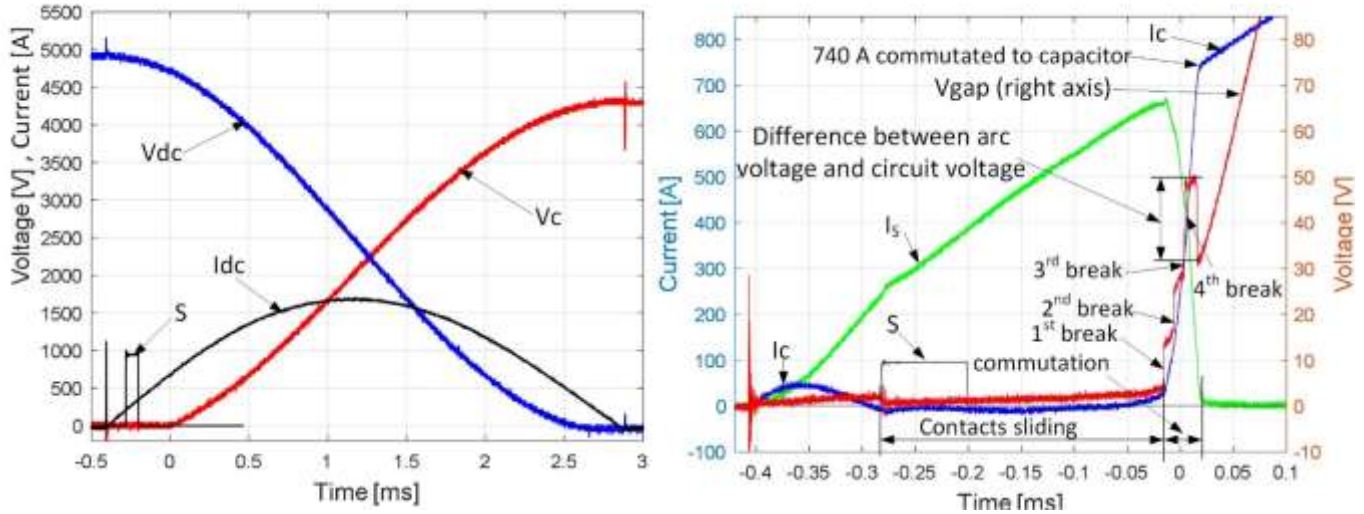 5500
5000
4500
4000
3500
3000
2500
2000
1500
1000
500
0
Voltage [V] , Current [A]
Vdc
Vc
Idc
S
-0.5 0 0.5 1 1.5 2 2.5 3
Time [ms]
800
700
600
500
400
300
200
100
0
-100
Current [A]
Ic
740 A commutated to capacitor
Vgap (right axis)
Difference between arc
voltage and circuit voltage
Is
3rd break
4th break
2nd break
1st break
S
Ic
commutation
Contacts sliding
80
70
60
50
40
30
20
10
0
-10
Voltage [V]
-0.4 -0.35 -0.3 -0.25 -0.2 -0.15 -0.1 -0.05 0 0.05 0.1
Time [ms]